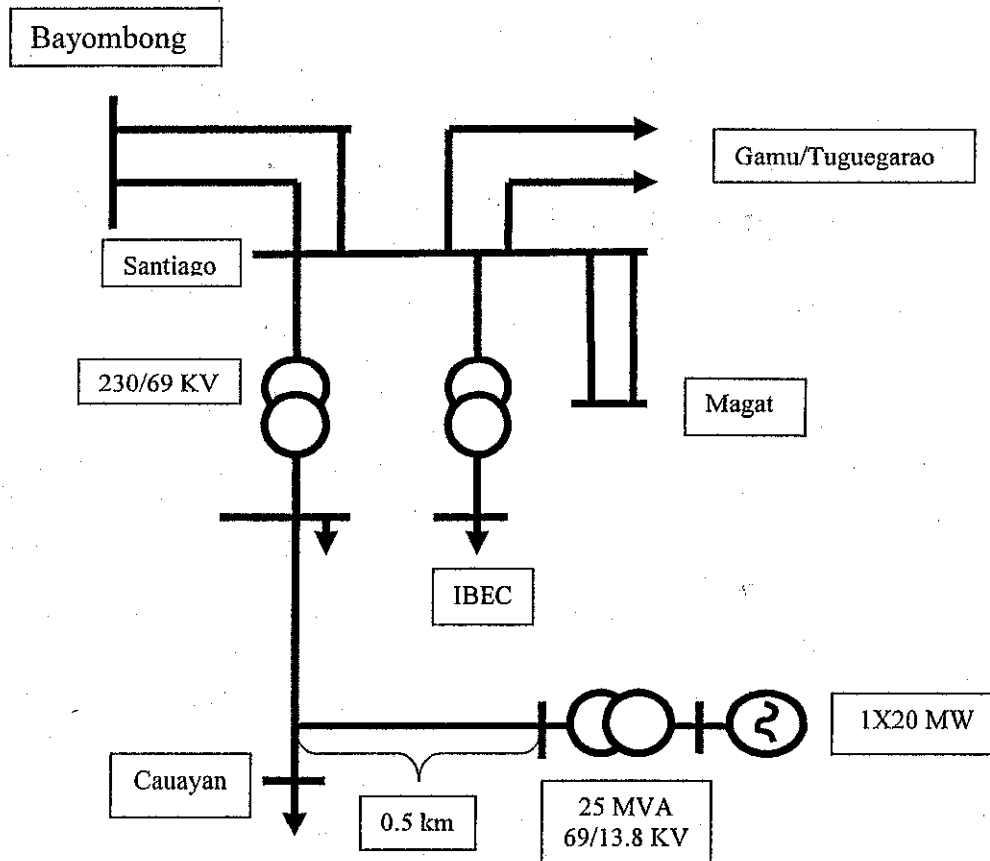 Bayombong
Gamu/Tuguegarao
Santiago
230/69 KV
Magat
IBEC
1X20 MW
Cauayan
0.5 km
25 MVA
69/13.8 KV